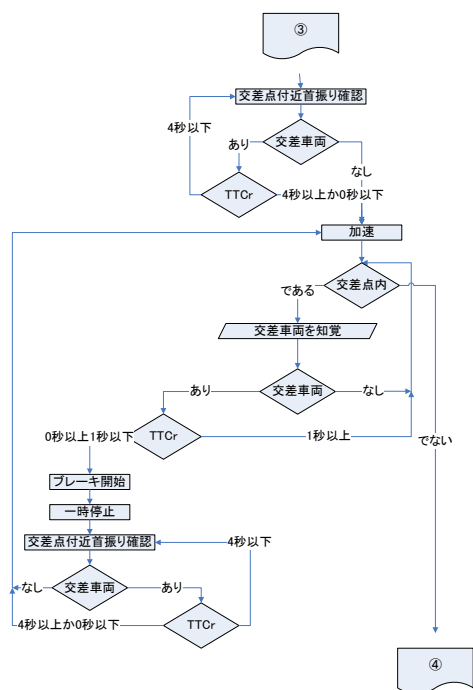 ③
交差点付近首振り確認
4秒以下
交差車両
あり
なし
TTCr
4秒以上か0秒以下
加速
交差点内
である
交差車両を知覚
交差車両
あり
なし
TTCr
0秒以上1秒以下
1秒以上
でない
ブレーキ開始
一時停止
交差点付近首振り確認
4秒以下
交差車両
なし
あり
TTCr
4秒以上か0秒以下
④